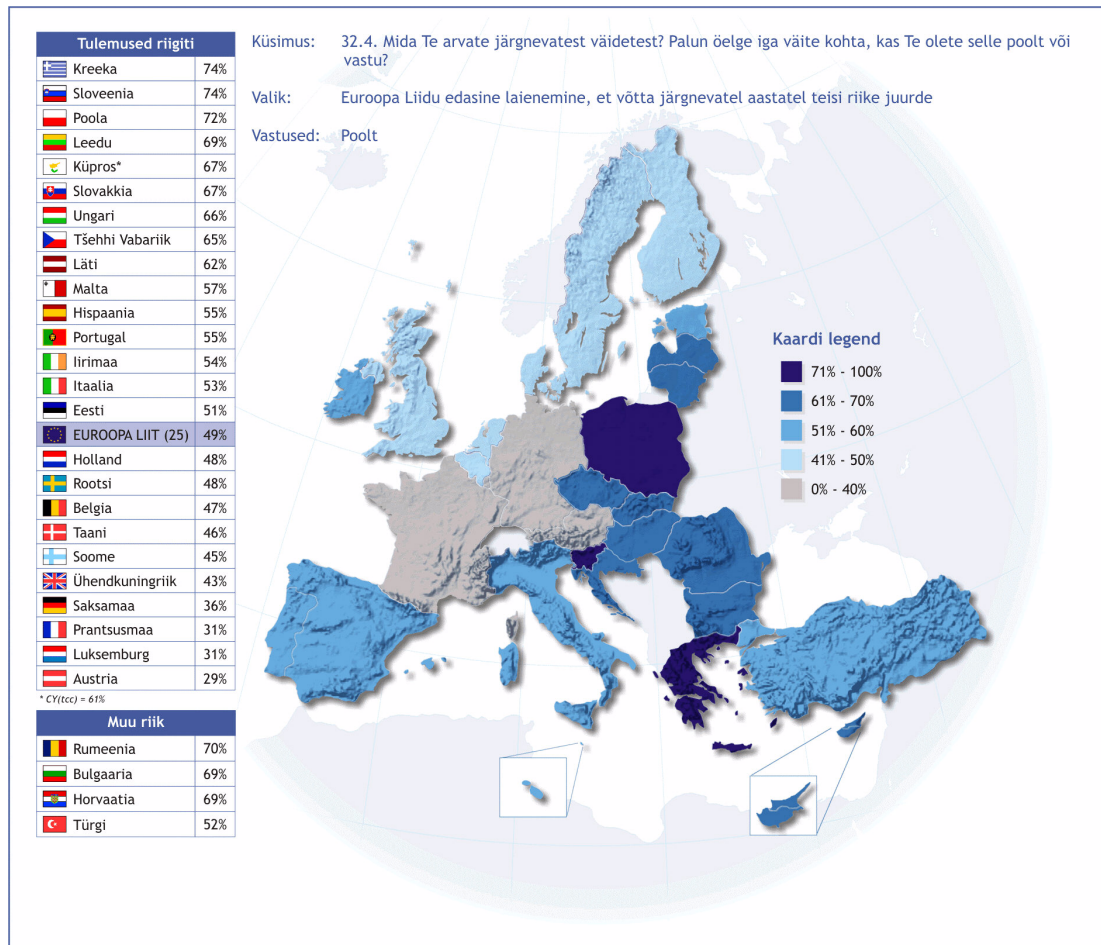 Tulemused riigiti
Kreeka 74%
Sloveenia 74%
Poola 72%
Leedu 69%
Küpros* 67%
Slovakkia 67%
Ungari 66%
Tšehhi Vabariik 65%
Läti 62%
Malta 57%
Hispaania 55%
Portugal 55%
Iirimaa 54%
Itaalia 53%
Eesti 51%
EUROOPA LIIT (25) 49%
Holland 48%
Rootsi 48%
Belgia 47%
Taani 46%
Soome 45%
Ühendkuningriik 43%
Saksamaa 36%
Prantsusmaa 31%
Luksemburg 31%
Austria 29%
* CY(tcc) = 61%
Muu riik
Rumeenia 70%
Bulgaaria 69%
Horvaatia 69%
Türgi 52%
Küsimus: 32.4. Mida Te arvate järgnevatest väidetest? Palun öelge iga väite kohta, kas Te olete selle poolt või
vastu?
Valik: Euroopa Liidu edasine laienemine, et võtta järgnevatel aastatel teisi riike juurde
Vastused: Poolt
Kaardi legend
71% - 100%
61% - 70%
51% - 60%
41% - 50%
0% - 40%